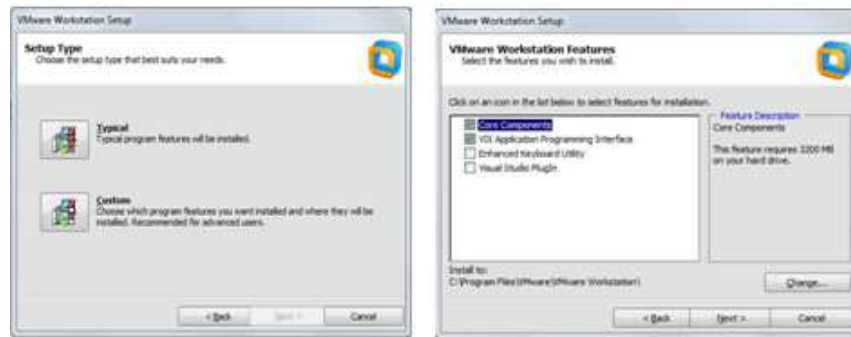 VMware Workstation Setup
Setup Type
Choose the setup type that best suits your needs.
Typical
Typical program features will be installed.
Custom
Choose which program features you want installed and where they will be
installed. Recommended for advanced users.
< Back
Next >
Cancel
VMware Workstation Setup
VMware Workstation Features
Select the features you wish to install.
Click on an icon in the list below to select features for installation.
Core Components
VIX Application Programming Interface
Enhanced Keyboard Utility
Visual Studio PlugIn
Feature Description
Core Components
This feature requires 3200 MB
on your hard drive.
Install to:
C:\Program Files\VMware\VMware Workstation\
Change...
< Back
Next >
Cancel